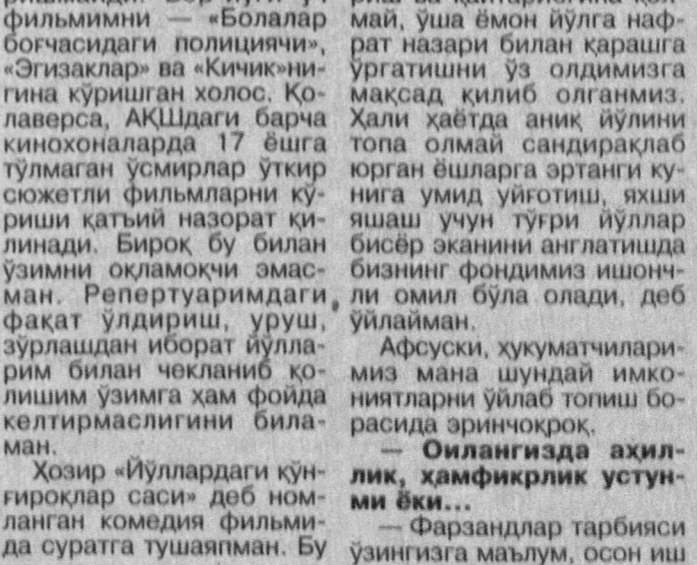 фильмимни — «Болалар
боғчасидаги полициячи»,
«Эгизаклар» ва «Кичик»ни-
гина кўришган холос. Қо-
лаверса, АҚШдаги барча
кинохоналарда 17 ёшга
тўлмаган ўсмирлар ўткир
сюжетли фильмларни кў-
риши қатъий назорат қи-
линади. Бироқ бу билан
ўзимни оқламоқчи эмас-
ман. Репертуаримдаги
фақат ўлдириш, уруш,
зўрлашдан иборат йўлла-
рим билан чекланиб қо-
лишим ўзимга ҳам фойда
келтирмаслигини била-
ман.
Ҳозир «Йўллардаги қўн-
ғироқлар саси» деб ном-
ланган комедия фильми-
да суратга тушаяпман. Бу
май, ўша ёмон йўлга наф-
рат назари билан қарашга
ўргатишни ўз олдимизга
мақсад қилиб олганмиз.
Ҳали ҳаётда аниқ йўлини
топа олмай сандирақлаб
юрган ёшларга эртанги ку-
нига умид уйғотиш, яхши
яшаш учун тўғри йўллар
бисёр эканини англатишда
бизнинг фондимиз ишонч-
ли омил бўла олади, деб
ўйлайман.
Афсуски, ҳукуматчилари-
миз мана шундай имко-
ниятларни ўйлаб топиш бо-
расида эринчоқроқ.
— Оилангизда аҳил-
лик, ҳамфикрлик устун-
ми ёки...
— Фарзандлар тарбияси
ўзингизга маълум, осон иш